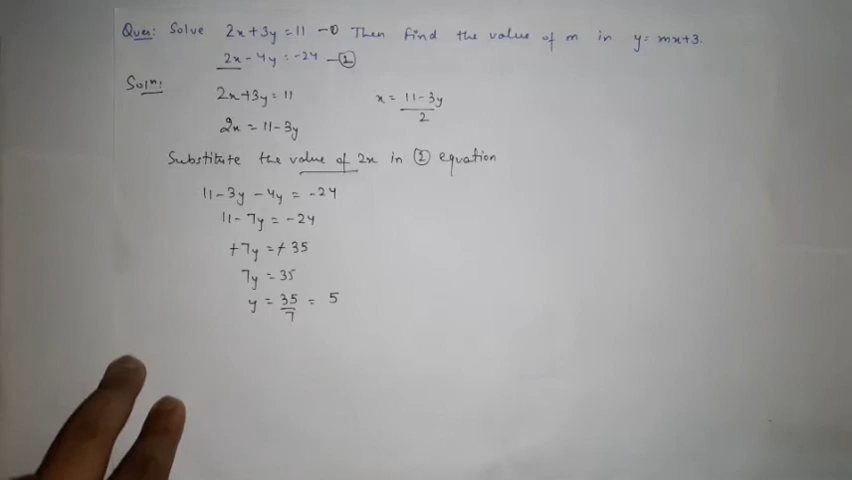 Ques: Solve 2x+3y=11 -① Then find the value of m in y=mx+3.
2x-4y=-24 -②
Solⁿ:
2x+3y=11
x = 11-3y / 2
2x = 11-3y
Substitute the value of 2x in ② equation
11-3y-4y = -24
11-7y = -24
+7y = +35
7y = 35
y = 35/7 = 5